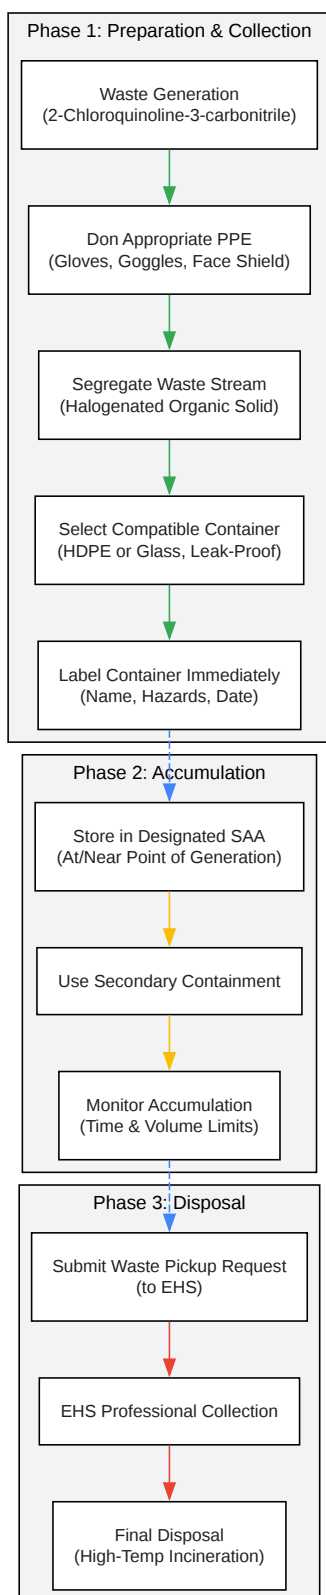 Phase 1: Preparation & Collection
Waste Generation
(2-Chloroquinoline-3-carbonitrile)
Don Appropriate PPE
(Gloves, Goggles, Face Shield)
Segregate Waste Stream
(Halogenated Organic Solid)
Select Compatible Container
(HDPE or Glass, Leak-Proof)
Label Container Immediately
(Name, Hazards, Date)
Phase 2: Accumulation
Store in Designated SAA
(At/Near Point of Generation)
Use Secondary Containment
Monitor Accumulation
(Time & Volume Limits)
Phase 3: Disposal
Submit Waste Pickup Request
(to EHS)
EHS Professional Collection
Final Disposal
(High-Temp Incineration)